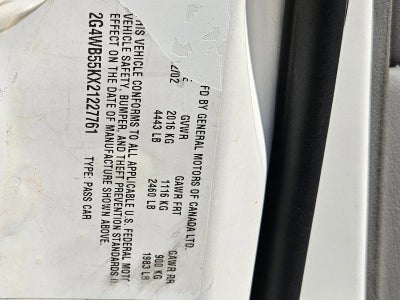 2/02
FD BY GENERAL MOTORS OF CANADA LTD.
GVWR GAWR FRT GAWR RR
2016 KG 1116 KG 900 KG
4443 LB 2460 LB 1983 LB
HIS VEHICLE CONFORMS TO ALL APPLICABLE U.S. FEDERAL MOT
VEHICLE SAFETY, BUMPER, AND THEFT PREVENTION STANDARDS I
EFFECT ON THE DATE OF MANUFACTURE SHOWN ABOVE.
2G4WB55KX21227761 TYPE: PASS CAR